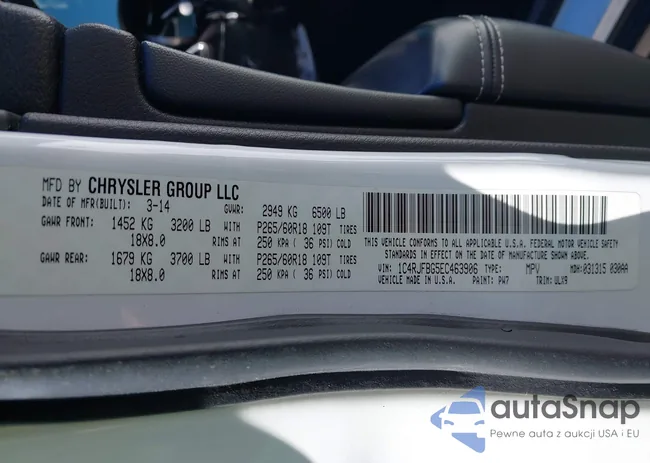 MFD BY CHRYSLER GROUP LLC
DATE OF MFR(BUILT): 3-14 GVWR: 2949 KG 6500 LB
GAWR FRONT: 1452 KG 3200 LB WITH P265/60R18 109T TIRES
18X8.0 RIMS AT 250 KPA ( 36 PSI) COLD
GAWR REAR: 1679 KG 3700 LB WITH P265/60R18 109T TIRES
18X8.0 RIMS AT 250 KPA ( 36 PSI) COLD
THIS VEHICLE CONFORMS TO ALL APPLICABLE U.S.A. FEDERAL MOTOR VEHICLE SAFETY
STANDARDS IN EFFECT ON THE DATE OF MANUFACTURE SHOWN ABOVE.
VIN: 1C4RJFBG5EC463906 TYPE: MPV MDH:031315 030AA
VEHICLE MADE IN U.S.A. PAINT: PW7 TRIM: VLX9
autaSnap
Pewne auta z aukcji USA i EU